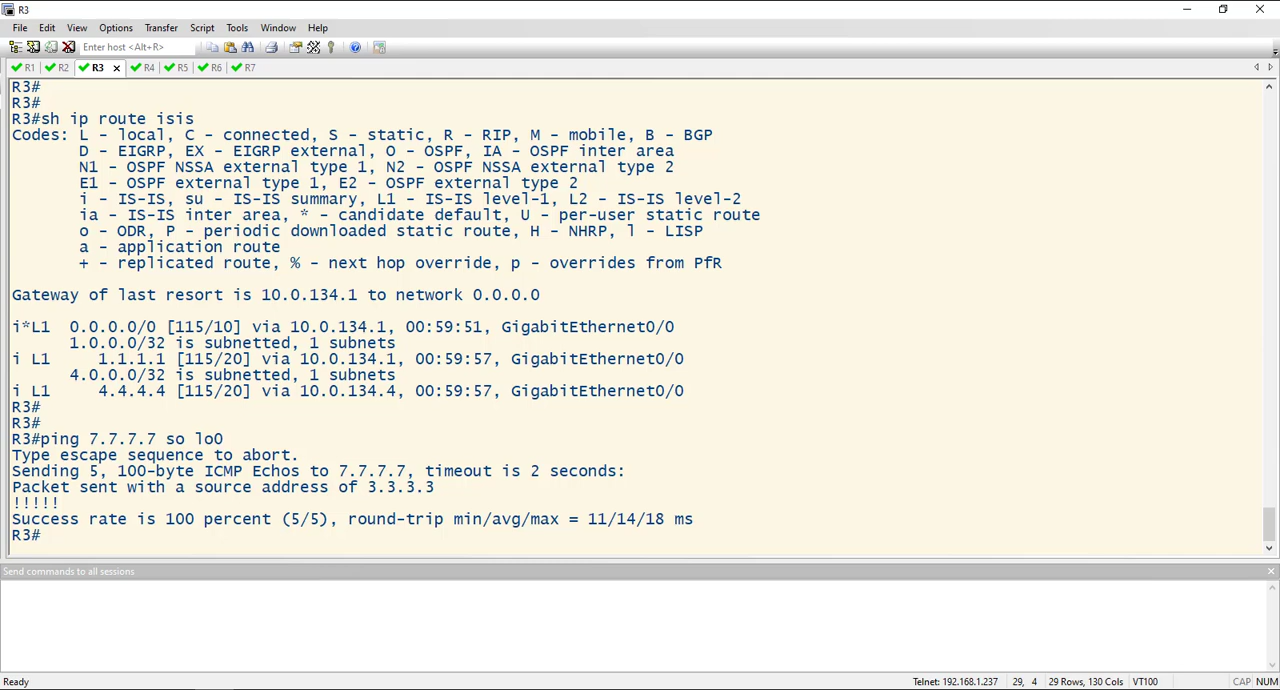 R3
File Edit View Options Transfer Script Tools Window Help
Enter host <Alt+R>
R1 R2 R3 R4 R5 R6 R7
R3#
R3#
R3#sh ip route isis
Codes: L - local, C - connected, S - static, R - RIP, M - mobile, B - BGP
D - EIGRP, EX - EIGRP external, O - OSPF, IA - OSPF inter area
N1 - OSPF NSSA external type 1, N2 - OSPF NSSA external type 2
E1 - OSPF external type 1, E2 - OSPF external type 2
i - IS-IS, su - IS-IS summary, L1 - IS-IS level-1, L2 - IS-IS level-2
ia - IS-IS inter area, * - candidate default, U - per-user static route
o - ODR, P - periodic downloaded static route, H - NHRP, l - LISP
a - application route
+ - replicated route, % - next hop override, p - overrides from PfR
Gateway of last resort is 10.0.134.1 to network 0.0.0.0
i*L1 0.0.0.0/0 [115/10] via 10.0.134.1, 00:59:51, GigabitEthernet0/0
1.0.0.0/32 is subnetted, 1 subnets
i L1 1.1.1.1 [115/20] via 10.0.134.1, 00:59:57, GigabitEthernet0/0
4.0.0.0/32 is subnetted, 1 subnets
i L1 4.4.4.4 [115/20] via 10.0.134.4, 00:59:57, GigabitEthernet0/0
R3#
R3#
R3#ping 7.7.7.7 so lo0
Type escape sequence to abort.
Sending 5, 100-byte ICMP Echos to 7.7.7.7, timeout is 2 seconds:
Packet sent with a source address of 3.3.3.3
!!!!!
Success rate is 100 percent (5/5), round-trip min/avg/max = 11/14/18 ms
R3#
Send commands to all sessions
Ready Telnet: 192.168.1.237 29, 4 29 Rows, 130 Cols VT100 CAP NUM